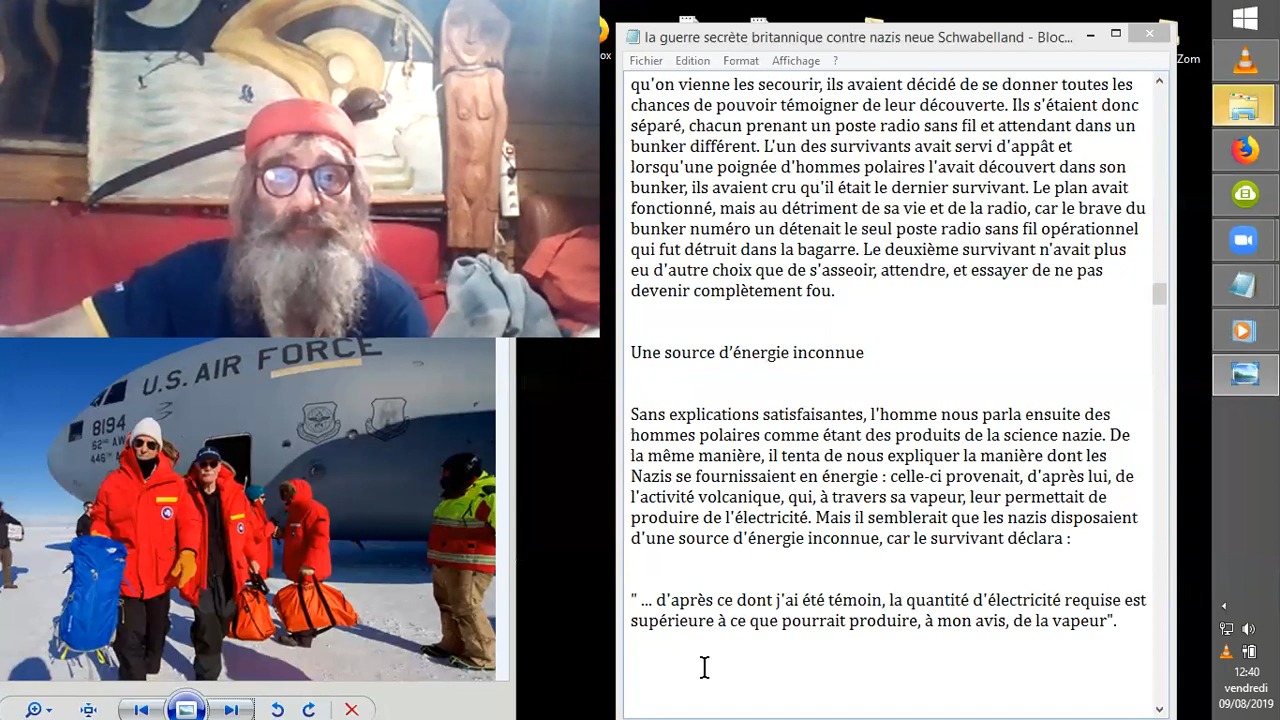 la guerre secrète britannique contre nazis neue Schwabelland - Bloc...
Fichier Edition Format Affichage ?
qu'on vienne les secourir, ils avaient décidé de se donner toutes les
chances de pouvoir témoigner de leur découverte. Ils s'étaient donc
séparé, chacun prenant un poste radio sans fil et attendant dans un
bunker différent. L'un des survivants avait servi d'appât et
lorsqu'une poignée d'hommes polaires l'avait découvert dans son
bunker, ils avaient cru qu'il était le dernier survivant. Le plan avait
fonctionné, mais au détriment de sa vie et de la radio, car le brave du
bunker numéro un détenait le seul poste radio sans fil opérationnel
qui fut détruit dans la bagarre. Le deuxième survivant n'avait plus
eu d'autre choix que de s'asseoir, attendre, et essayer de ne pas
devenir complètement fou.
Une source d’énergie inconnue
Sans explications satisfaisantes, l'homme nous parla ensuite des
hommes polaires comme étant des produits de la science nazie. De
la même manière, il tenta de nous expliquer la manière dont les
Nazis se fournissaient en énergie : celle-ci provenait, d'après lui, de
l'activité volcanique, qui, à travers sa vapeur, leur permettait de
produire de l'électricité. Mais il semblerait que les nazis disposaient
d'une source d'énergie inconnue, car le survivant déclara :
" ... d'après ce dont j'ai été témoin, la quantité d'électricité requise est
supérieure à ce que pourrait produire, à mon avis, de la vapeur".
U.S. AIR FORCE
8194
62ND AW
446
ox
Zom
12:40
vendredi
09/08/2019